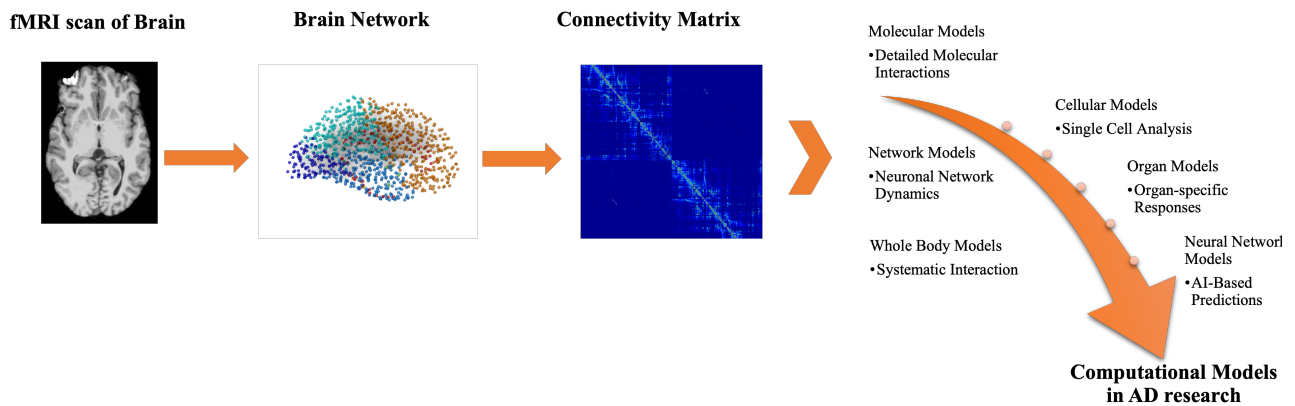 fMRI scan of Brain
Brain Network
Connectivity Matrix
Molecular Models
•Detailed Molecular
Interactions
Cellular Models
•Single Cell Analysis
Network Models
•Neuronal Network
Dynamics
Organ Models
•Organ-specific
Responses
Whole Body Models
•Systematic Interaction
Neural Network
Models
•AI-Based
Predictions
Computational Models
in AD research